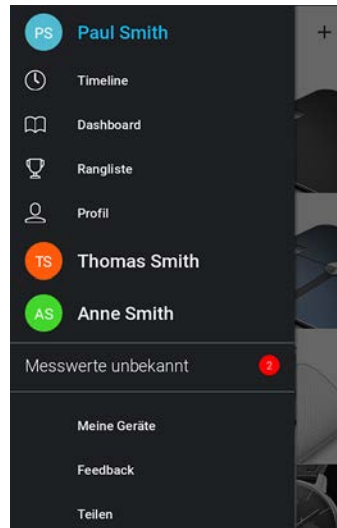 PS Paul Smith
+
Timeline
Dashboard
Rangliste
Profil
TS Thomas Smith
AS Anne Smith
Messwerte unbekannt 2
Meine Geräte
Feedback
Teilen